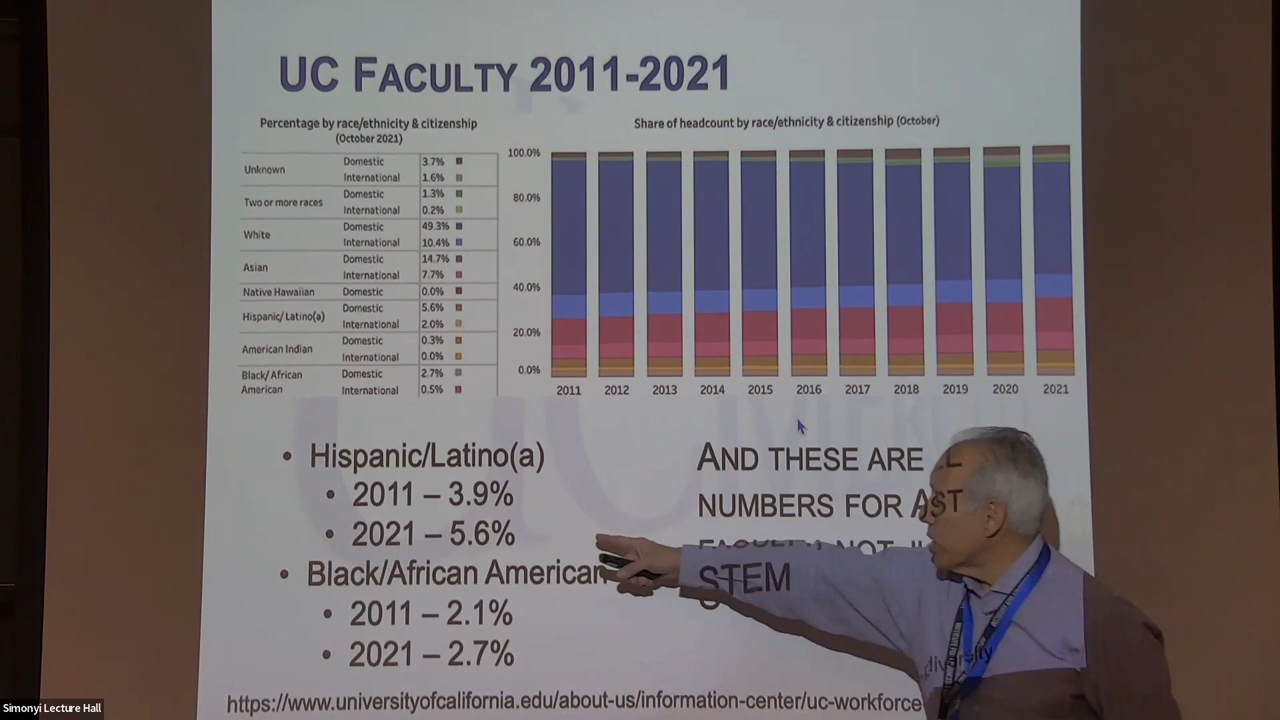 UC FACULTY 2011-2021
Percentage by race/ethnicity & citizenship
(October 2021)
Unknown Domestic 3.7%
International 1.6%
Two or more races Domestic 1.3%
International 0.2%
White Domestic 49.3%
International 10.4%
Asian Domestic 14.7%
International 7.7%
Native Hawaiian Domestic 0.0%
Hispanic/ Latino(a) Domestic 5.6%
International 2.0%
American Indian Domestic 0.3%
International 0.0%
Black/ African American Domestic 2.7%
International 0.5%
Share of headcount by race/ethnicity & citizenship (October)
100.0%
80.0%
60.0%
40.0%
20.0%
0.0%
2011 2012 2013 2014 2015 2016 2017 2018 2019 2020 2021
• Hispanic/Latino(a)
• 2011 – 3.9%
• 2021 – 5.6%
• Black/African American
• 2011 – 2.1%
• 2021 – 2.7%
AND THESE ARE
NUMBERS FOR
STEM
diversity
https://www.universityofcalifornia.edu/about-us/information-center/uc-workforce
Simonyi Lecture Hall